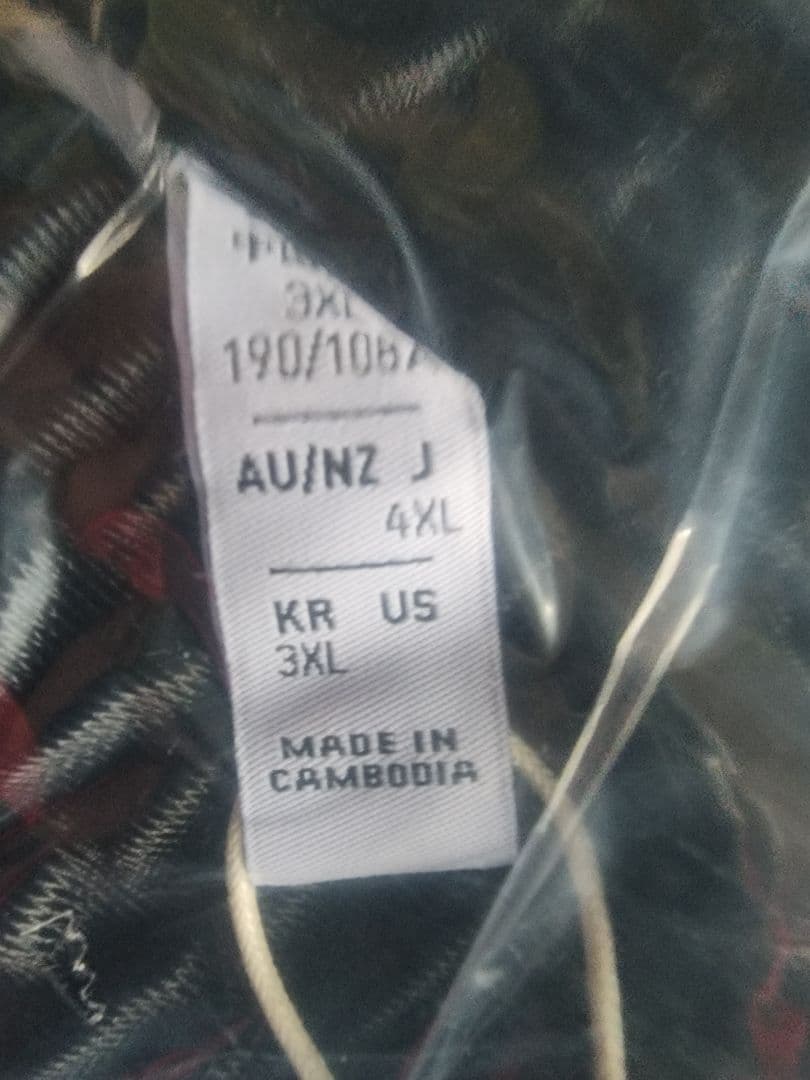 3XL
190/108
AU/NZ J
4XL
KR US
3XL
MADE IN
CAMBODIA